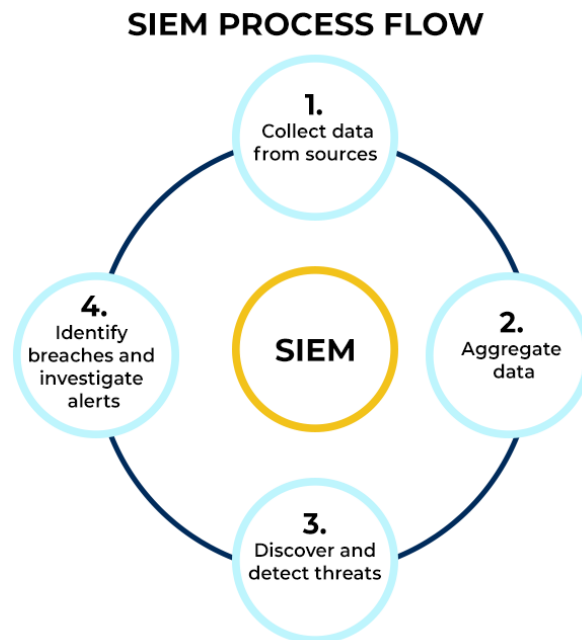 SIEM PROCESS FLOW
1.
Collect data
from sources
2.
Aggregate
data
3.
Discover and
detect threats
4.
Identify
breaches and
investigate
alerts
SIEM